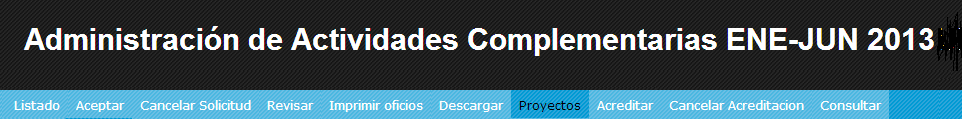 Administración de Actividades Complementarias ENE-JUN 2013
Listado Aceptar Cancelar Solicitud Revisar Imprimir oficios Descargar Proyectos Acreditar Cancelar Acreditacion Consultar